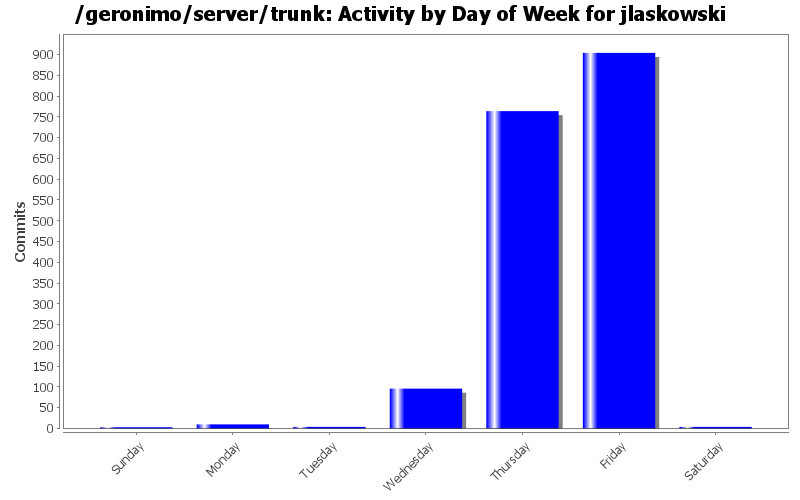 /geronimo/server/trunk: Activity by Day of Week for jlaskowski
900
850
800
750
700
650
600
550
500
450
400
350
300
250
200
150
100
50
0
Commits
Sunday
Monday
Tuesday
Wednesday
Thursday
Friday
Saturday